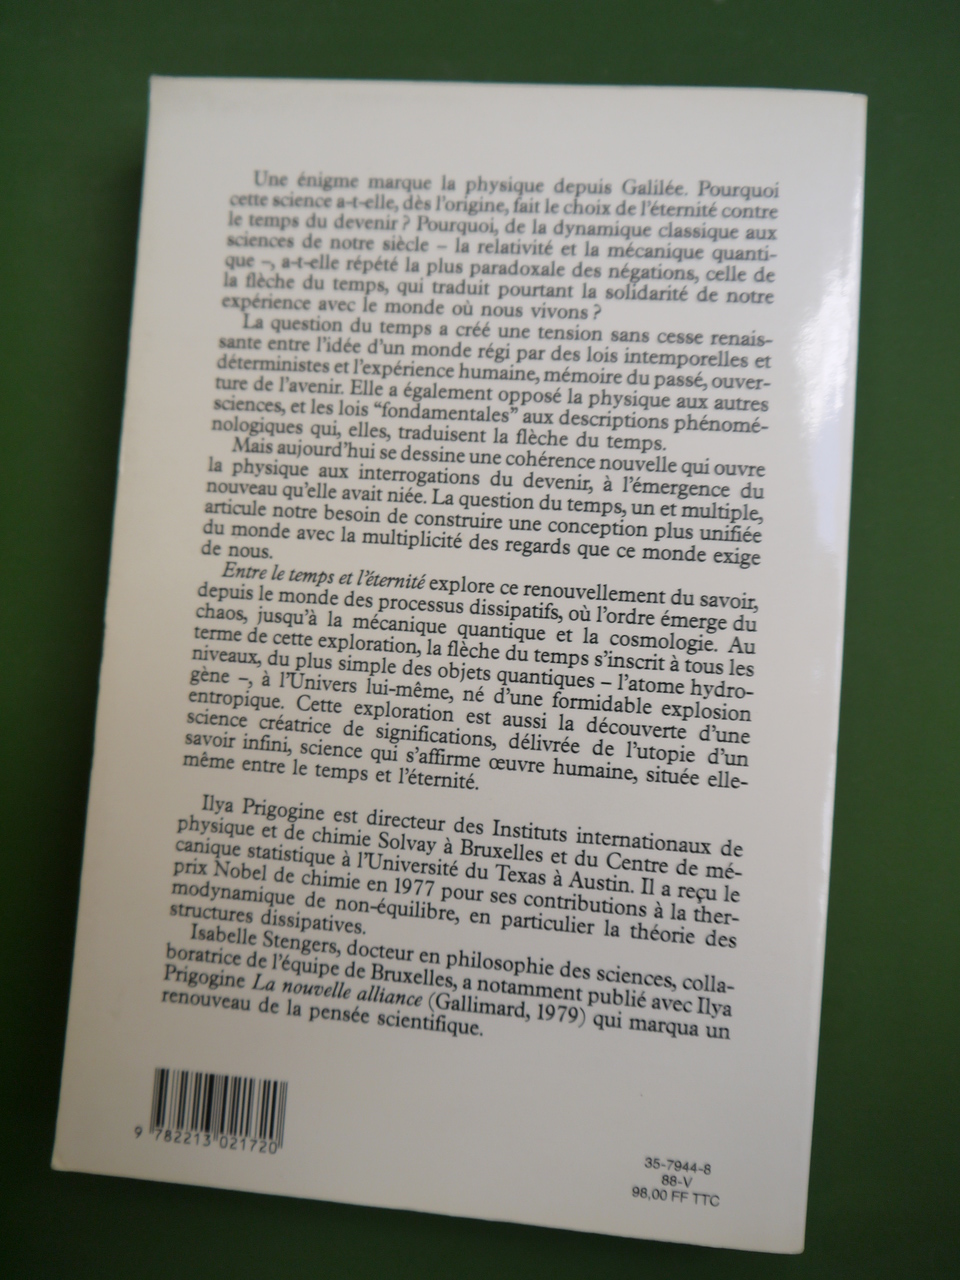 Une énigme marque la physique depuis Galilée. Pourquoi
cette science a-t-elle, dès l'origine, fait le choix de l'éternité contre
le temps du devenir ? Pourquoi, de la dynamique classique aux
sciences de notre siècle – la relativité et la mécanique quanti-
que –, a-t-elle répété la plus paradoxale des négations, celle de
la flèche du temps, qui traduit pourtant la solidarité de notre
expérience avec le monde où nous vivons ?
La question du temps a créé une tension sans cesse renais-
sante entre l'idée d'un monde régi par des lois intemporelles et
déterministes et l'expérience humaine, mémoire du passé, ouver-
ture de l'avenir. Elle a également opposé la physique aux autres
sciences, et les lois "fondamentales" aux descriptions phénomé-
nologiques qui, elles, traduisent la flèche du temps.
Mais aujourd'hui se dessine une cohérence nouvelle qui ouvre
la physique aux interrogations du devenir, à l'émergence du
nouveau qu'elle avait niée. La question du temps, un et multiple,
articule notre besoin de construire une conception plus unifiée
du monde avec la multiplicité des regards que ce monde exige
de nous.
Entre le temps et l'éternité explore ce renouvellement du savoir,
depuis le monde des processus dissipatifs, où l'ordre émerge du
chaos, jusqu'à la mécanique quantique et la cosmologie. Au
terme de cette exploration, la flèche du temps s'inscrit à tous les
niveaux, du plus simple des objets quantiques – l'atome hydro-
gène –, à l'Univers lui-même, né d'une formidable explosion
entropique. Cette exploration est aussi la découverte d'une
science créatrice de significations, délivrée de l'utopie d'un
savoir infini, science qui s'affirme œuvre humaine, située elle-
même entre le temps et l'éternité.
Ilya Prigogine est directeur des Instituts internationaux de
physique et de chimie Solvay à Bruxelles et du Centre de mé-
canique statistique à l'Université du Texas à Austin. Il a reçu le
prix Nobel de chimie en 1977 pour ses contributions à la ther-
modynamique de non-équilibre, en particulier la théorie des
structures dissipatives.
Isabelle Stengers, docteur en philosophie des sciences, colla-
boratrice de l'équipe de Bruxelles, a notamment publié avec Ilya
Prigogine La nouvelle alliance (Gallimard, 1979) qui marqua un
renouveau de la pensée scientifique.
9 782213 021720
35-7944-8
88-V
98,00 FF TTC